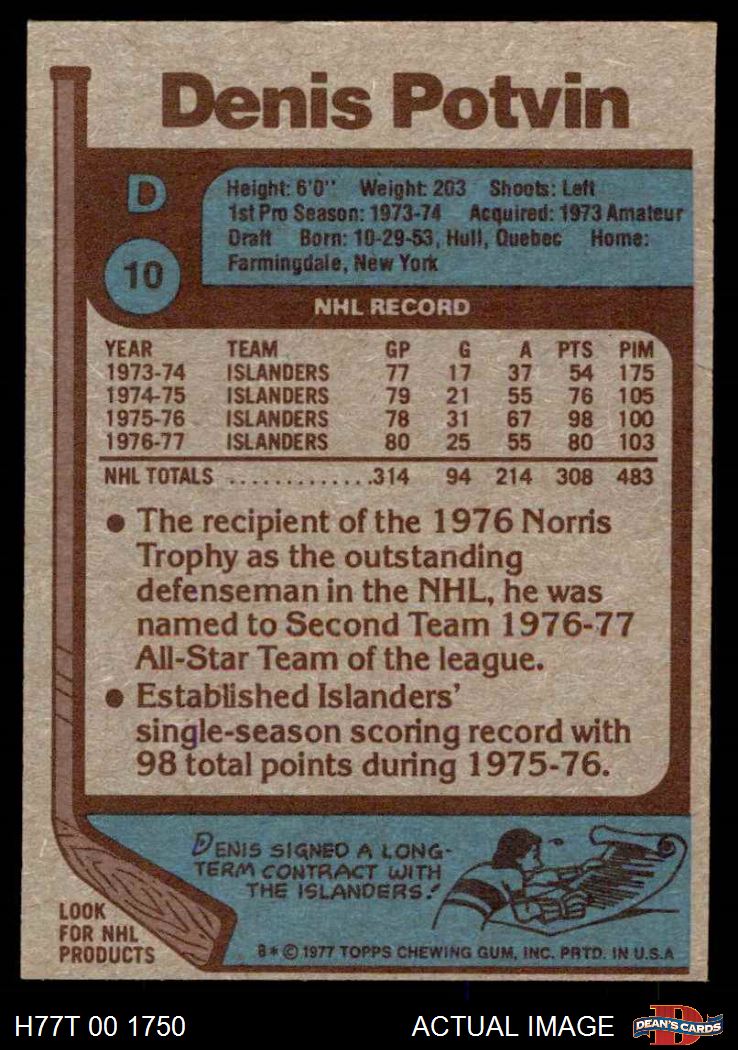 Denis Potvin
D
10
Height: 6'0" Weight: 203 Shoots: Left
1st Pro Season: 1973-74 Acquired: 1973 Amateur
Draft Born: 10-29-53, Hull, Quebec Home:
Farmingdale, New York
NHL RECORD
YEAR TEAM GP G A PTS PIM
1973-74 ISLANDERS 77 17 37 54 175
1974-75 ISLANDERS 79 21 55 76 105
1975-76 ISLANDERS 78 31 67 98 100
1976-77 ISLANDERS 80 25 55 80 103
NHL TOTALS .............314 94 214 308 483
● The recipient of the 1976 Norris
Trophy as the outstanding
defenseman in the NHL, he was
named to Second Team 1976-77
All-Star Team of the league.
● Established Islanders'
single-season scoring record with
98 total points during 1975-76.
DENIS SIGNED A LONG-
TERM CONTRACT WITH
THE ISLANDERS!
LOOK
FOR NHL
PRODUCTS
B* © 1977 TOPPS CHEWING GUM, INC. PRTD. IN U.S.A
H77T 00 1750 ACTUAL IMAGE
D
DEAN'S CARDS